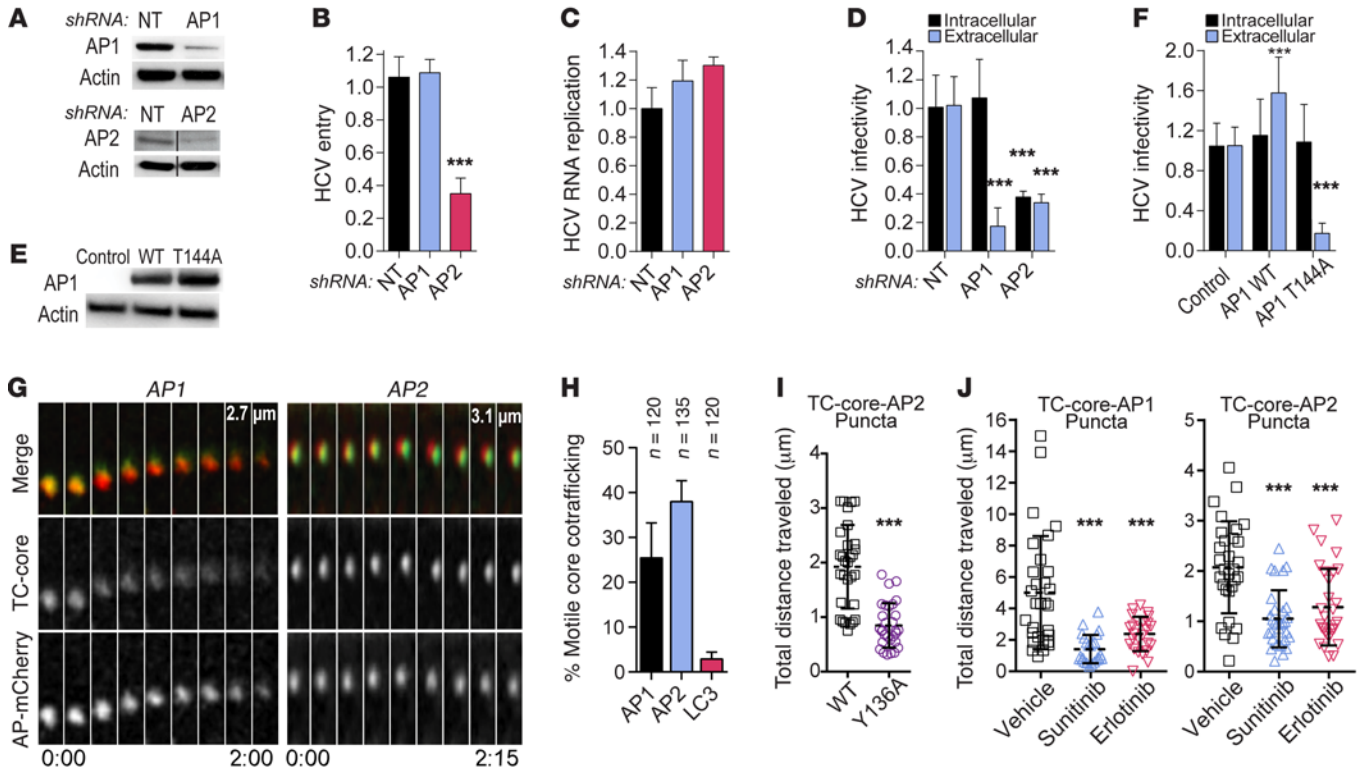 A
shRNA: NT AP1
AP1
Actin
shRNA: NT AP2
AP2
Actin
B
HCV entry
1.2
1.0
0.8
0.6
0.4
0.2
0.0
***
shRNA: NT AP1 AP2
C
HCV RNA replication
1.4
1.2
1.0
0.8
0.6
0.4
0.2
0.0
shRNA: NT AP1 AP2
D
Intracellular
Extracellular
HCV infectivity
1.4
1.2
1.0
0.8
0.6
0.4
0.2
0.0
*** *** ***
shRNA: NT AP1 AP2
E
Control WT T144A
AP1
Actin
F
Intracellular
Extracellular
HCV infectivity
2.0
1.6
1.2
0.8
0.4
0.0
*** ***
Control AP1 WT AP1 T144A
G
AP1 AP2
2.7 µm 3.1 µm
Merge
TC-core
AP-mCherry
0:00 2:00 0:00 2:15
H
% Motile core cotrafficking
n = 120 n = 135 n = 120
50
40
30
20
10
0
AP1 AP2 LC3
I
TC-core-AP2
Puncta
Total distance traveled (µm)
4
3
2
1
0
***
WT Y136A
J
TC-core-AP1
Puncta
Total distance traveled (µm)
16
14
12
10
8
6
4
2
0
*** ***
Vehicle Sunitinib Erlotinib
TC-core-AP2
Puncta
5
4
3
2
1
0
*** ***
Vehicle Sunitinib Erlotinib